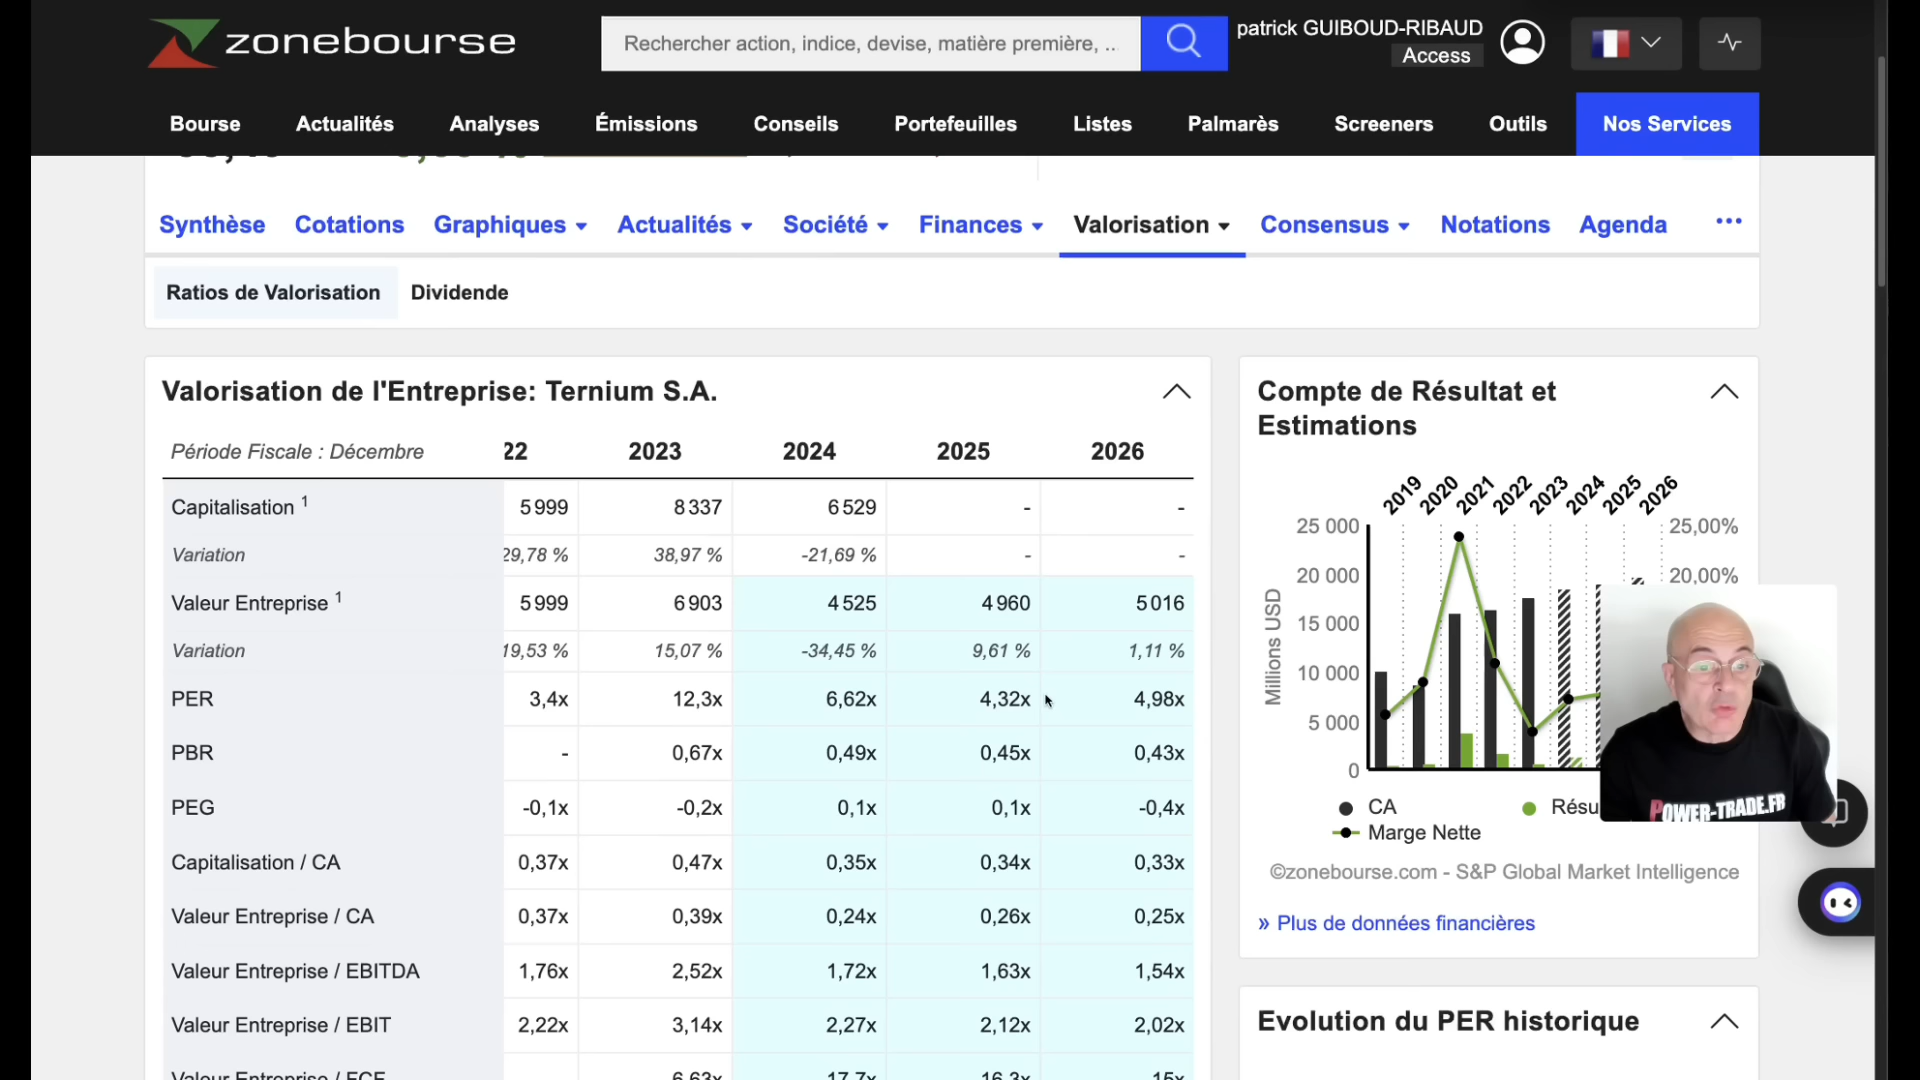 zonebourse
Rechercher action, indice, devise, matière première, ...
patrick GUIBOUD-RIBAUD
Access
Bourse Actualités Analyses Émissions Conseils Portefeuilles Listes Palmarès Screeners Outils Nos Services
Synthèse Cotations Graphiques Actualités Société Finances Valorisation Consensus Notations Agenda ...
Ratios de Valorisation Dividende
Valorisation de l'Entreprise: Ternium S.A.
Période Fiscale : Décembre 22 2023 2024 2025 2026
Capitalisation 1 5 999 8 337 6 529 - -
Variation 29,78 % 38,97 % -21,69 % - -
Valeur Entreprise 1 5 999 6 903 4 525 4 960 5 016
Variation 19,53 % 15,07 % -34,45 % 9,61 % 1,11 %
PER 3,4x 12,3x 6,62x 4,32x 4,98x
PBR - 0,67x 0,49x 0,45x 0,43x
PEG -0,1x -0,2x 0,1x 0,1x -0,4x
Capitalisation / CA 0,37x 0,47x 0,35x 0,34x 0,33x
Valeur Entreprise / CA 0,37x 0,39x 0,24x 0,26x 0,25x
Valeur Entreprise / EBITDA 1,76x 2,52x 1,72x 1,63x 1,54x
Valeur Entreprise / EBIT 2,22x 3,14x 2,27x 2,12x 2,02x
Valeur Entreprise / FCF 6,63x 17,7x 16,3x 15x
Compte de Résultat et
Estimations
2019 2020 2021 2022 2023 2024 2025 2026
25 000 25,00%
20 000 20,00%
15 000
10 000
5 000
0
Millions USD
CA Résu
Marge Nette
POWER-TRADE.FR
©zonebourse.com - S&P Global Market Intelligence
» Plus de données financières
Evolution du PER historique